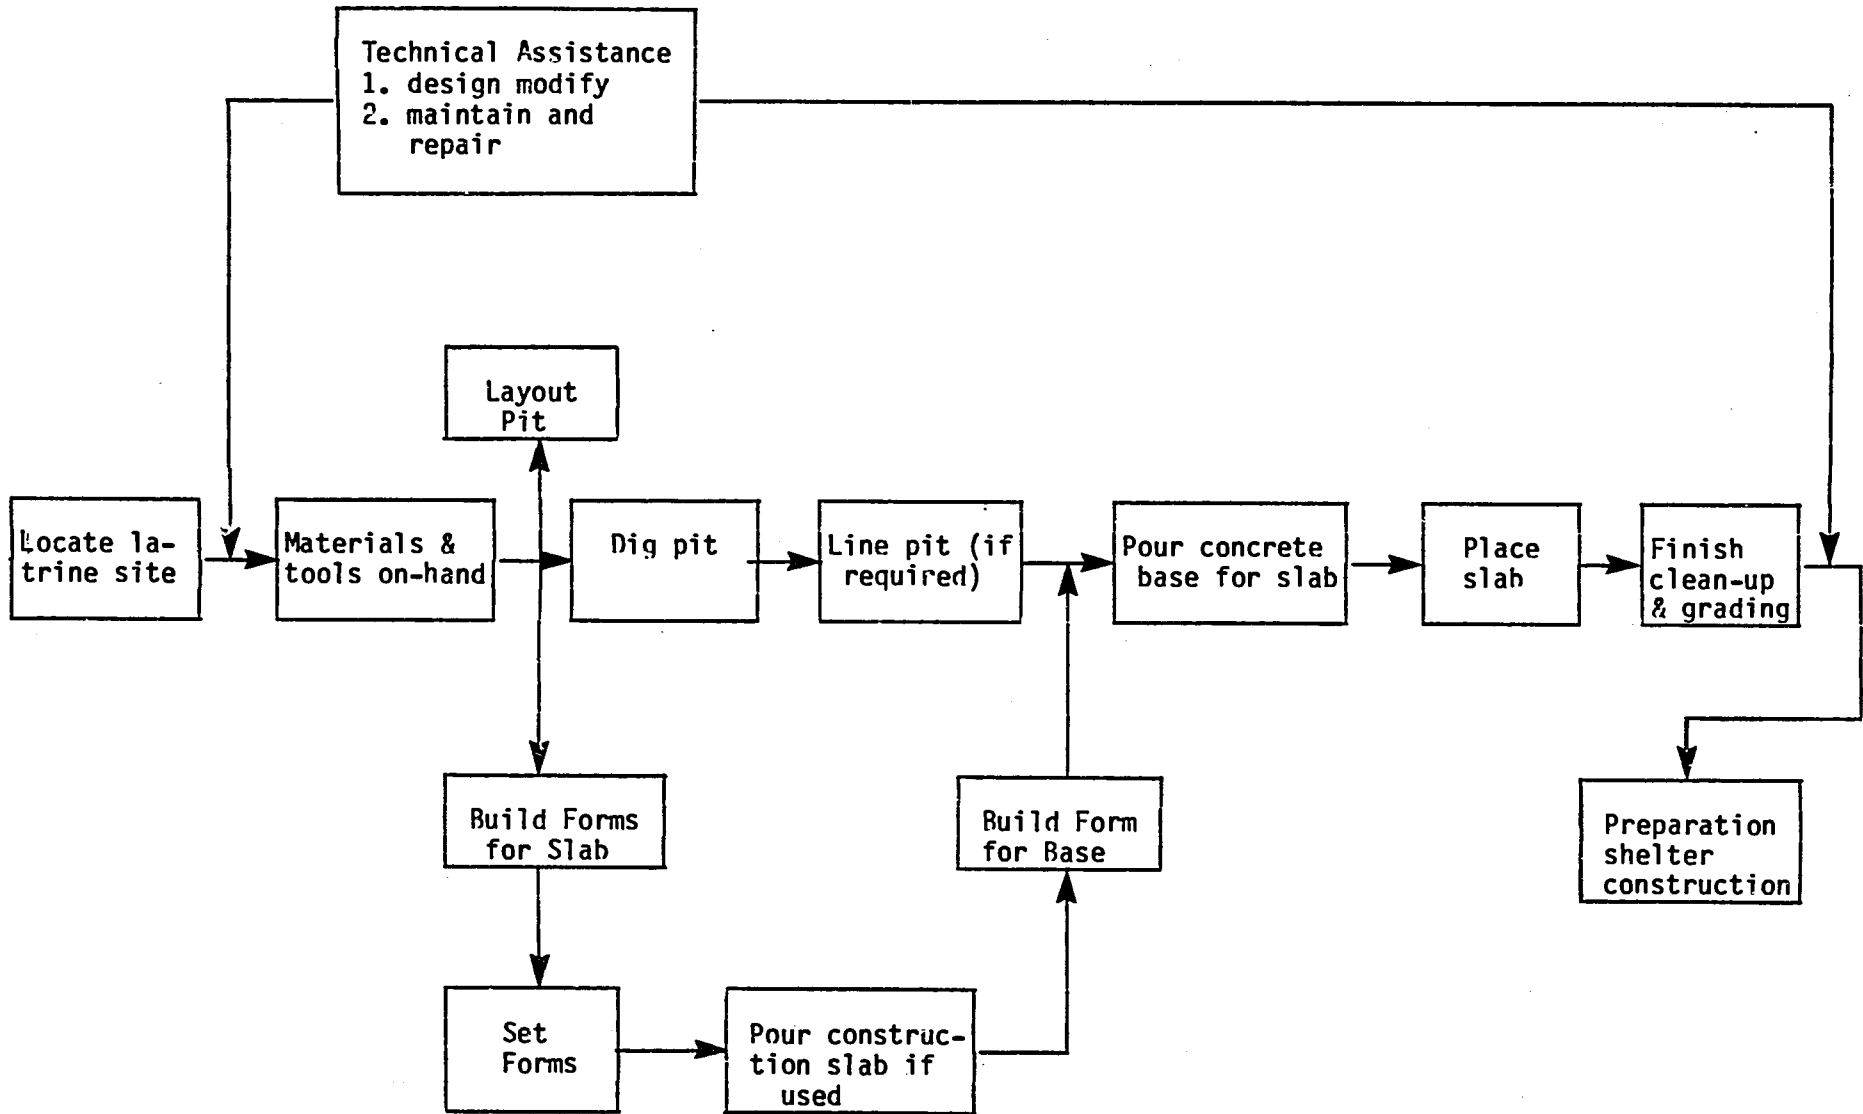 Technical Assistance
1. design modify
2. maintain and
repair
Layout
Pit
Locate la-
trine site
Materials &
tools on-hand
Dig pit
Line pit (if
required)
Pour concrete
base for slab
Place
slab
Finish
clean-up
& grading
Build Forms
for Slab
Build Form
for Base
Preparation
shelter
construction
Set
Forms
Pour construc-
tion slab if
used